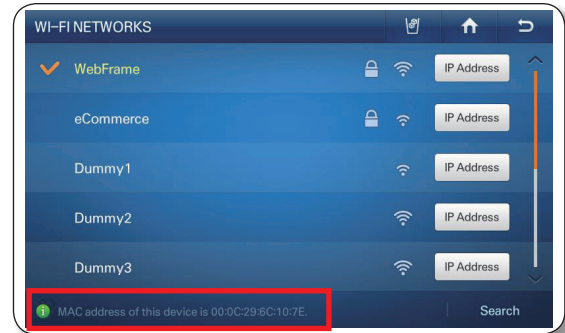 WI-FI NETWORKS
WebFrame IP Address
eCommerce IP Address
Dummy1 IP Address
Dummy2 IP Address
Dummy3 IP Address
MAC address of this device is 00:0C:29:6C:10:7E. Search